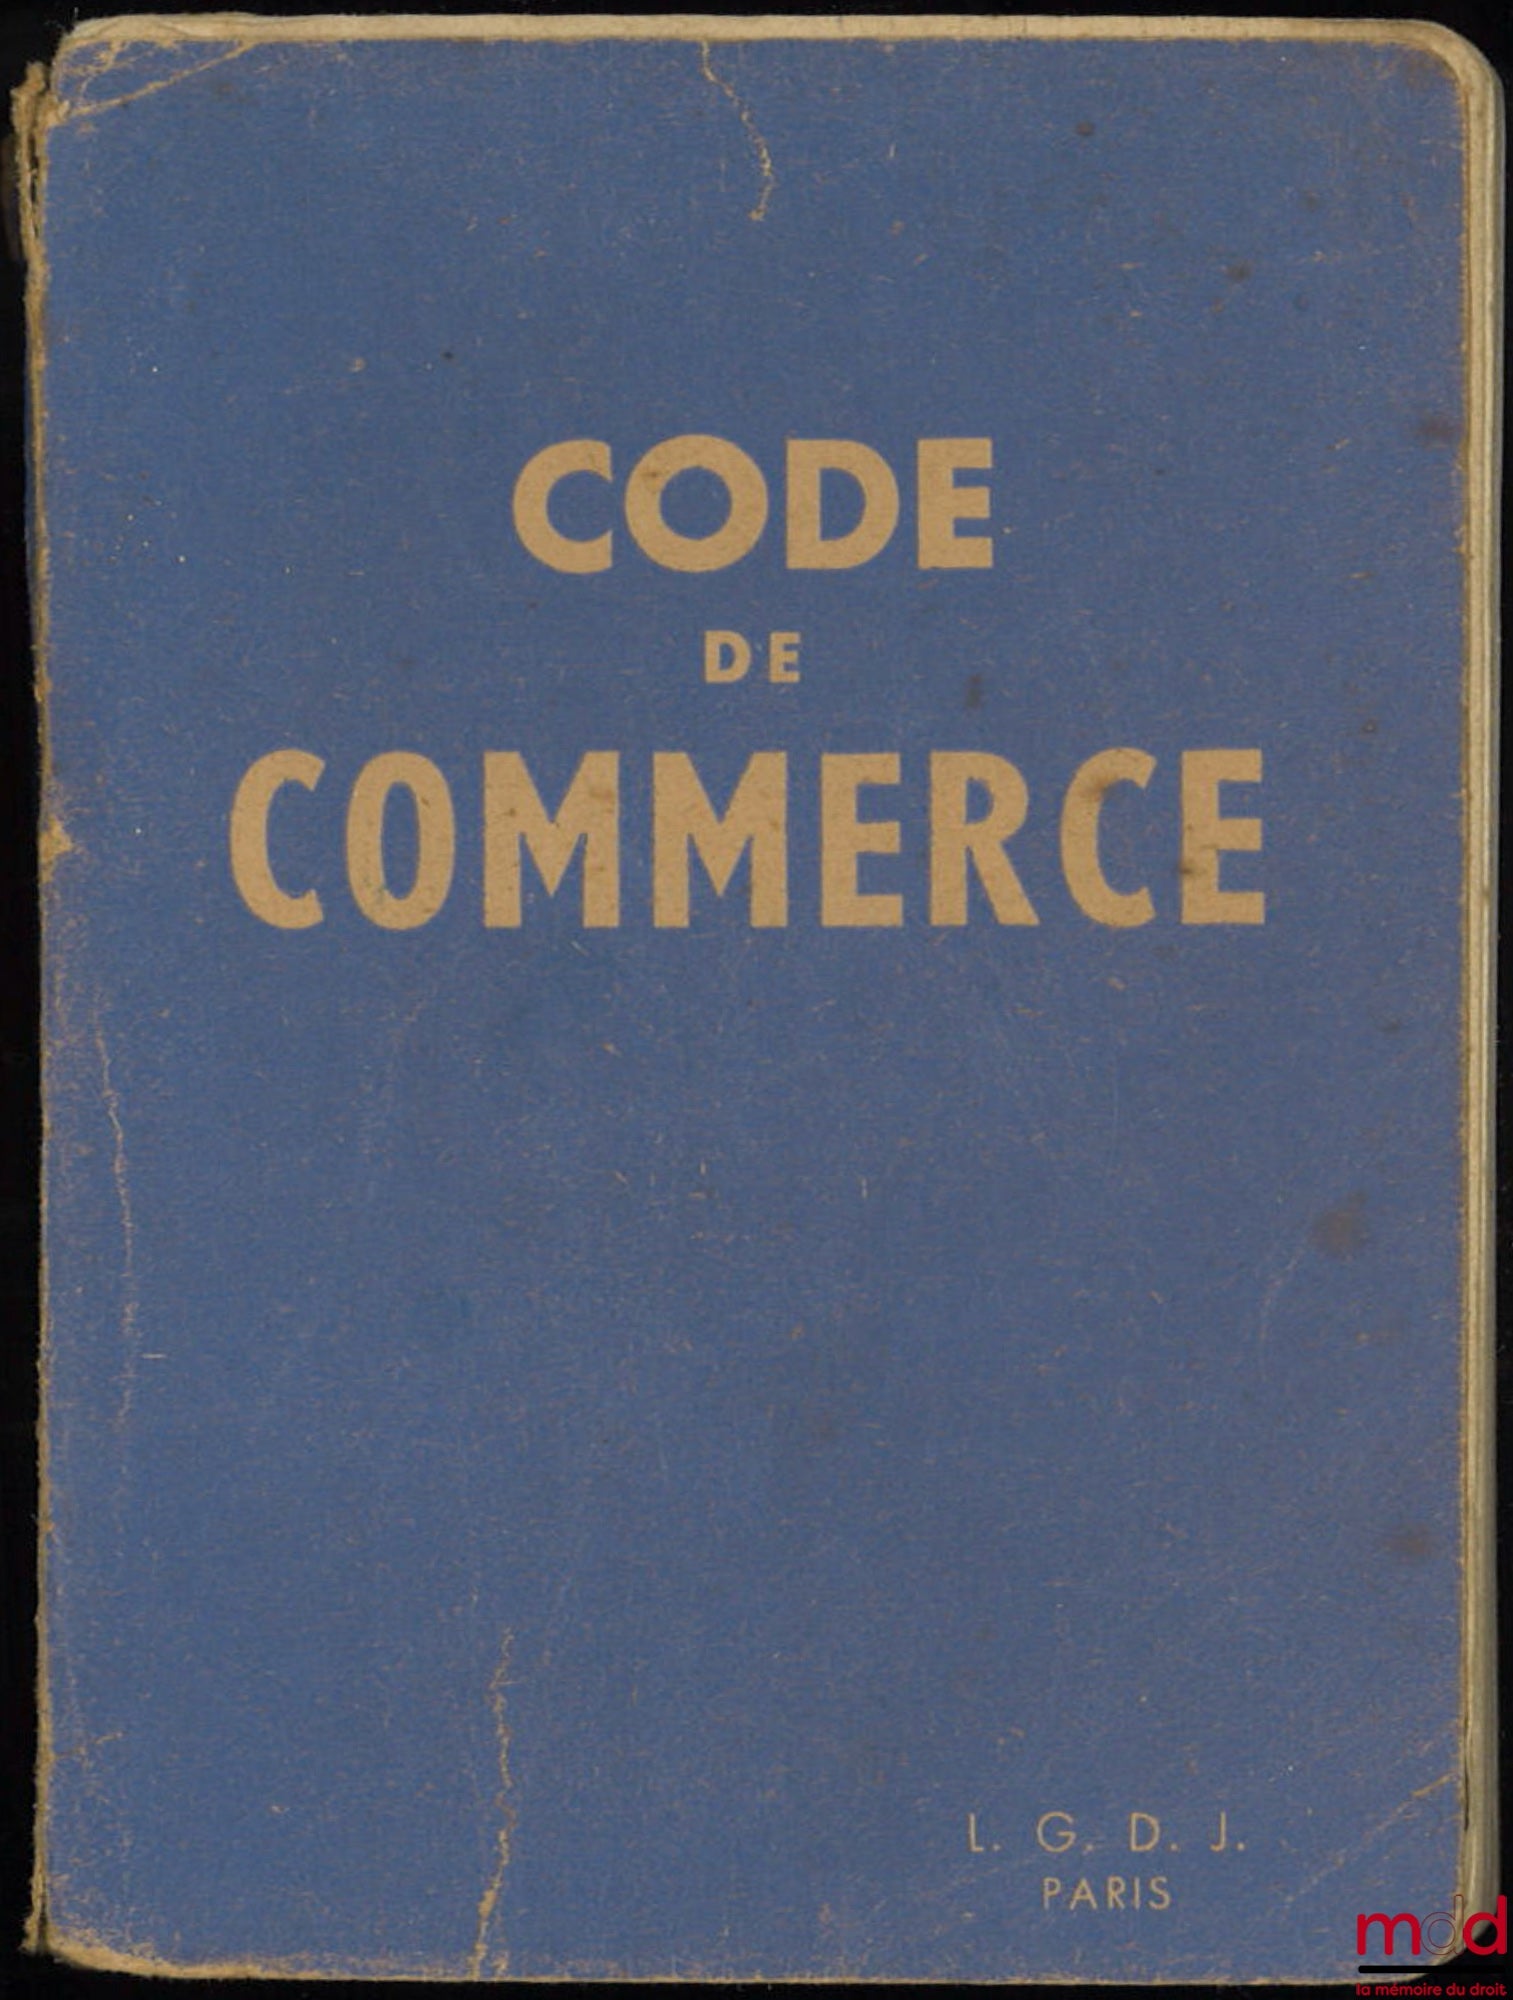 CODE
DE
COMMERCE
L. G. D. J.
PARIS
mdd
la mémoire du droit